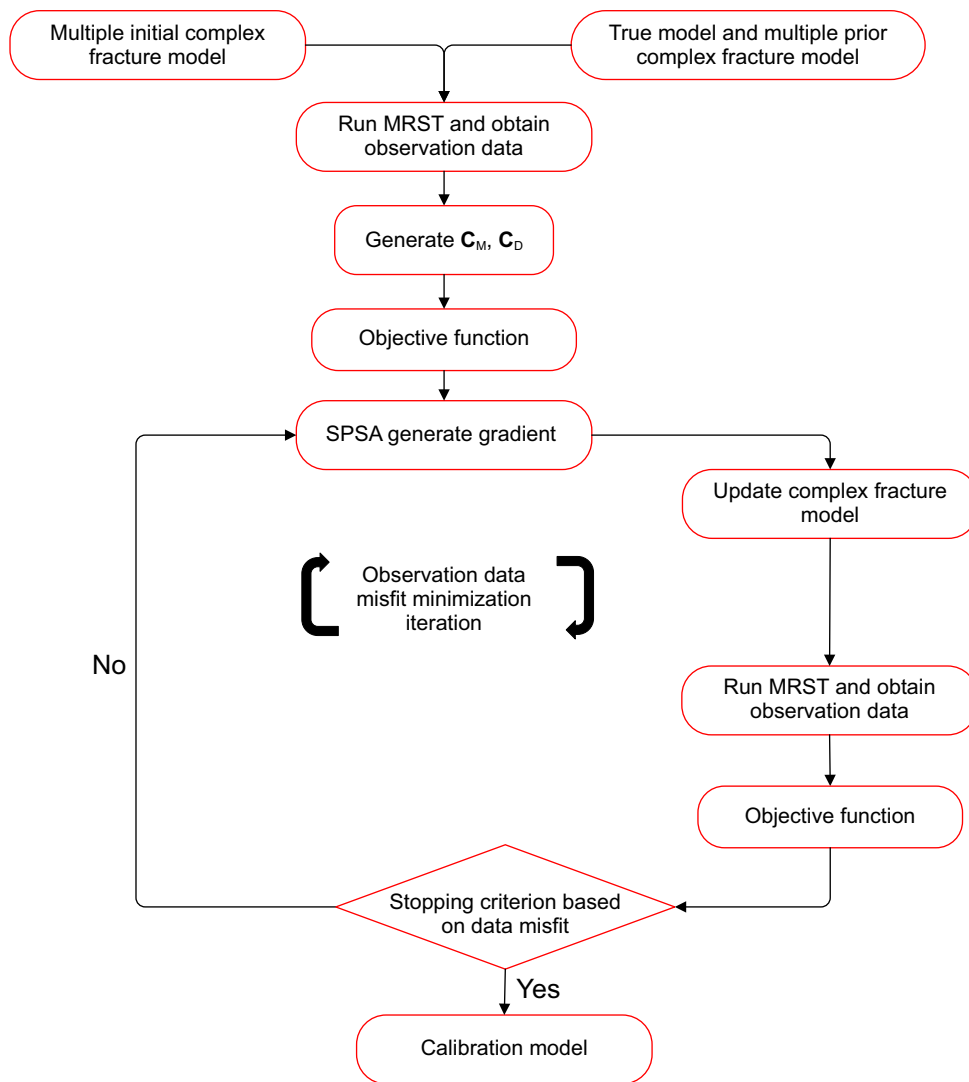 Multiple initial complex
fracture model
True model and multiple prior
complex fracture model
Run MRST and obtain
observation data
Generate C_M, C_D
Objective function
SPSA generate gradient
Update complex fracture
model
Observation data
misfit minimization
iteration
No
Run MRST and obtain
observation data
Objective function
Stopping criterion based
on data misfit
Yes
Calibration model